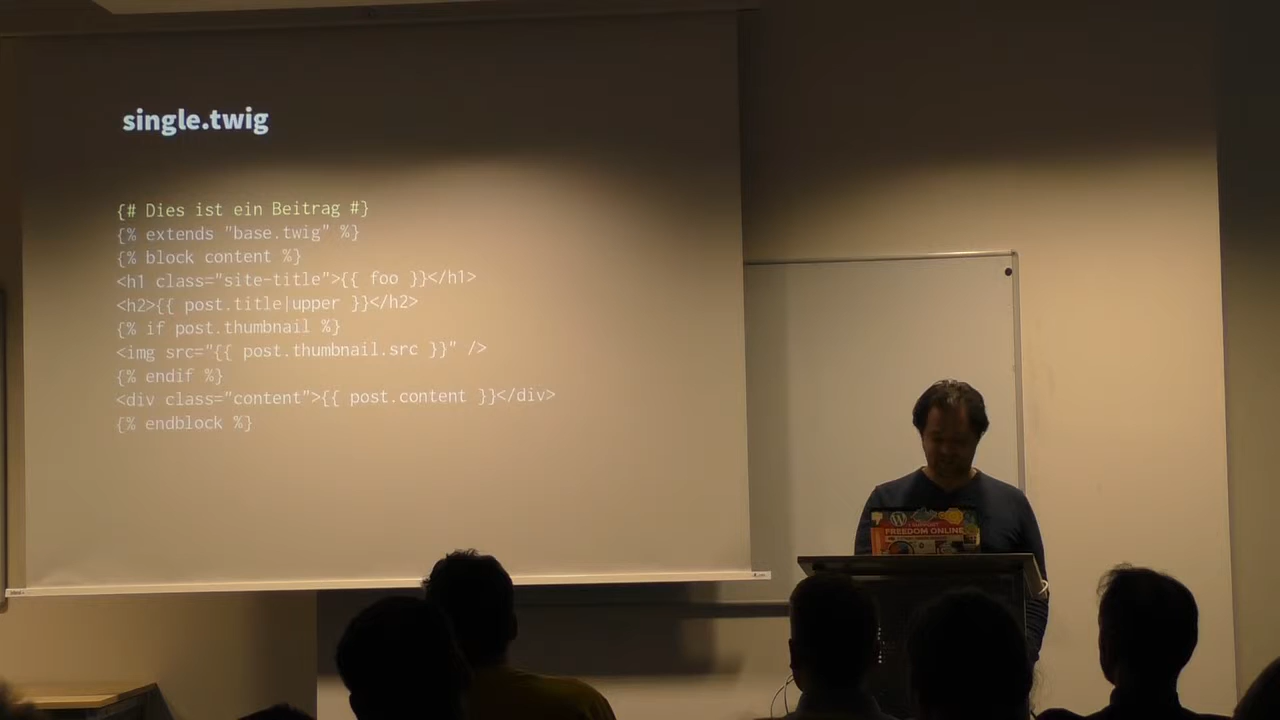 single.twig
{# Dies ist ein Beitrag #}
{% extends "base.twig" %}
{% block content %}
<h1 class="site-title">{{ foo }}</h1>
<h2>{{ post.title|upper }}</h2>
{% if post.thumbnail %}
<img src="{{ post.thumbnail.src }}" />
{% endif %}
<div class="content">{{ post.content }}</div>
{% endblock %}
FREEDOM ONLINE